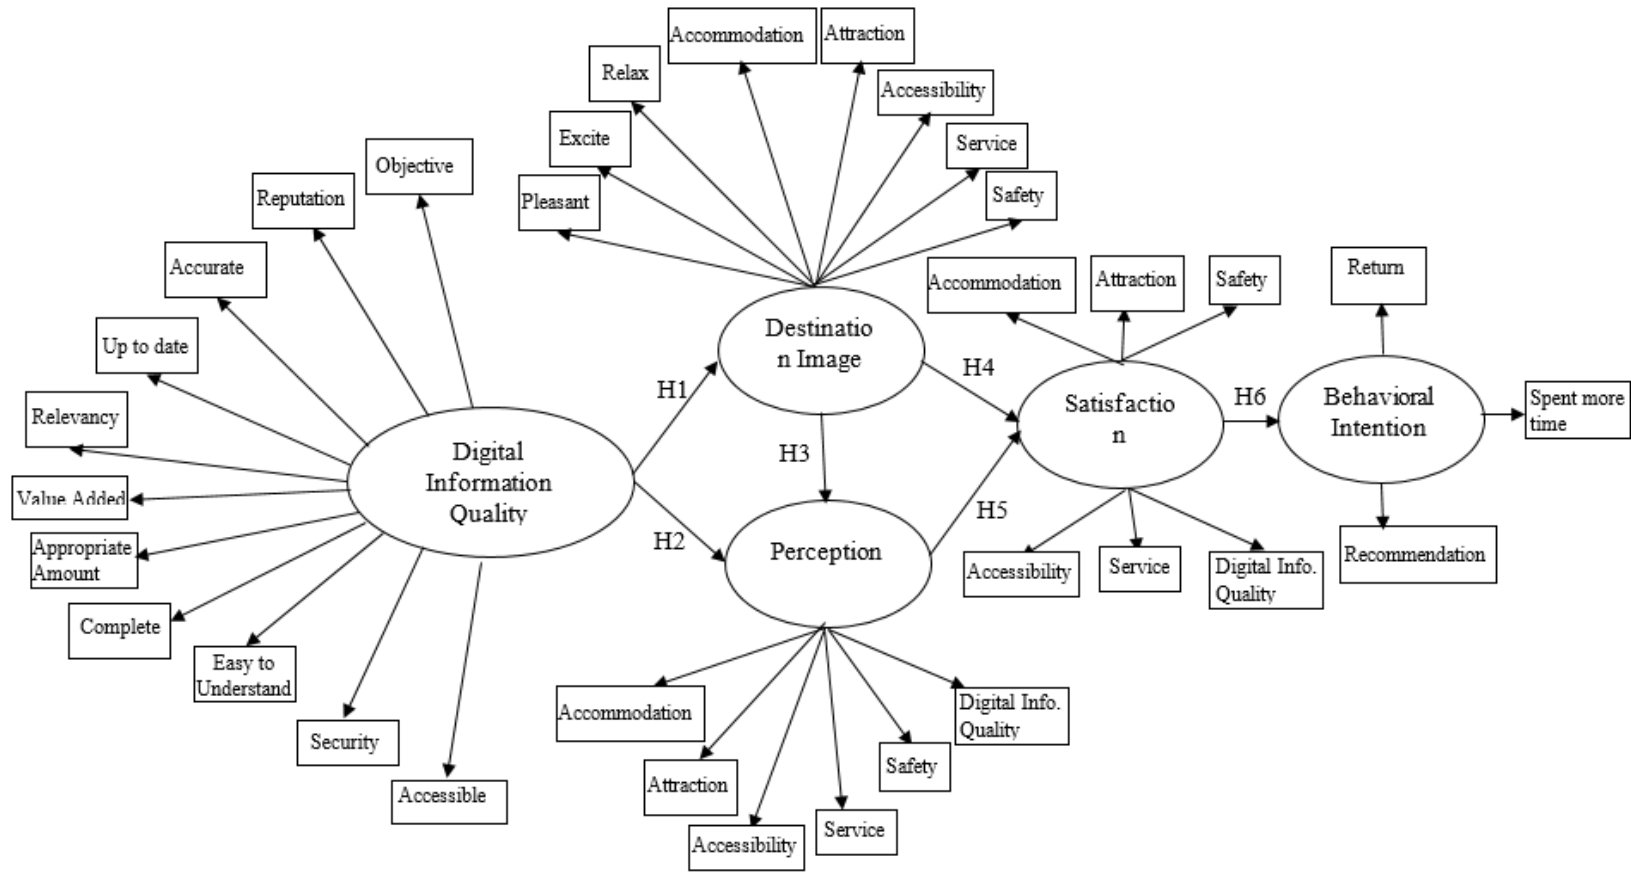 Accommodation
Attraction
Relax
Accessibility
Excite
Service
Objective
Pleasant
Safety
Reputation
Accurate
Accommodation
Attraction
Safety
Return
Up to date
Destinatio
n Image
H1
H4
Relevancy
Satisfactio
n
H6
Behavioral
Intention
Spent more
time
Digital
Information
Quality
H3
Value Added
H2
H5
Perception
Appropriate
Amount
Accessibility
Service
Digital Info.
Quality
Recommendation
Complete
Easy to
Understand
Security
Accessible
Accommodation
Digital Info.
Quality
Attraction
Safety
Accessibility
Service